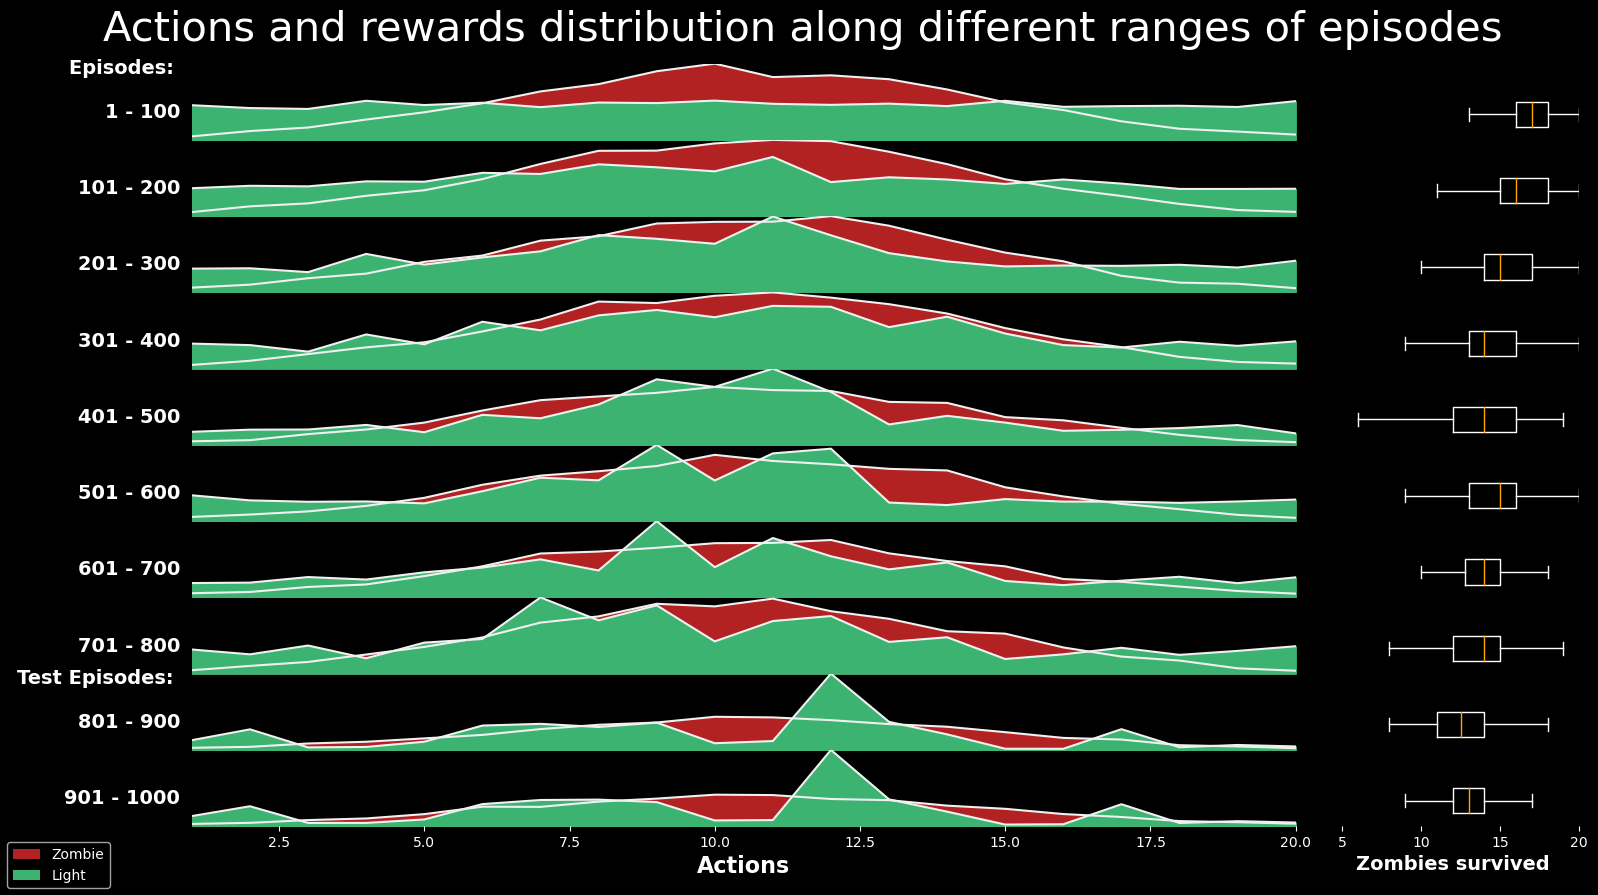 Actions and rewards distribution along different ranges of episodes
Episodes:
1 - 100
101 - 200
201 - 300
301 - 400
401 - 500
501 - 600
601 - 700
701 - 800
Test Episodes:
801 - 900
901 - 1000
2.5 5.0 7.5 10.0 12.5 15.0 17.5 20.0 5 10 15 20
Actions
Zombies survived
Zombie
Light